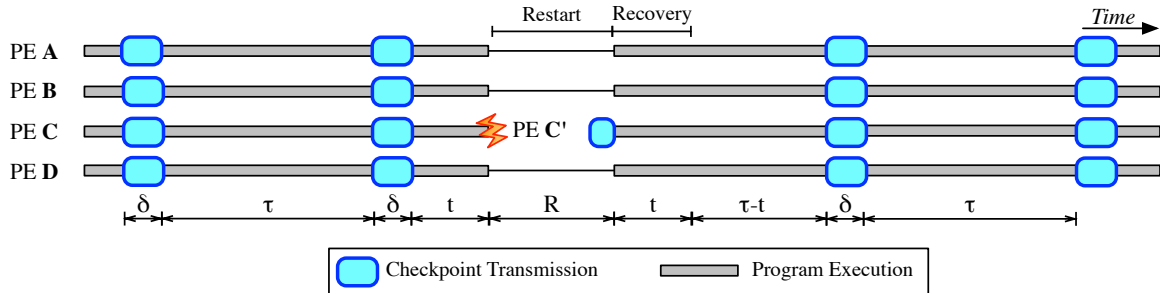 Restart Recovery Time
PE A
PE B
PE C PE C'
PE D
δ τ δ t R t τ-t δ τ
Checkpoint Transmission Program Execution